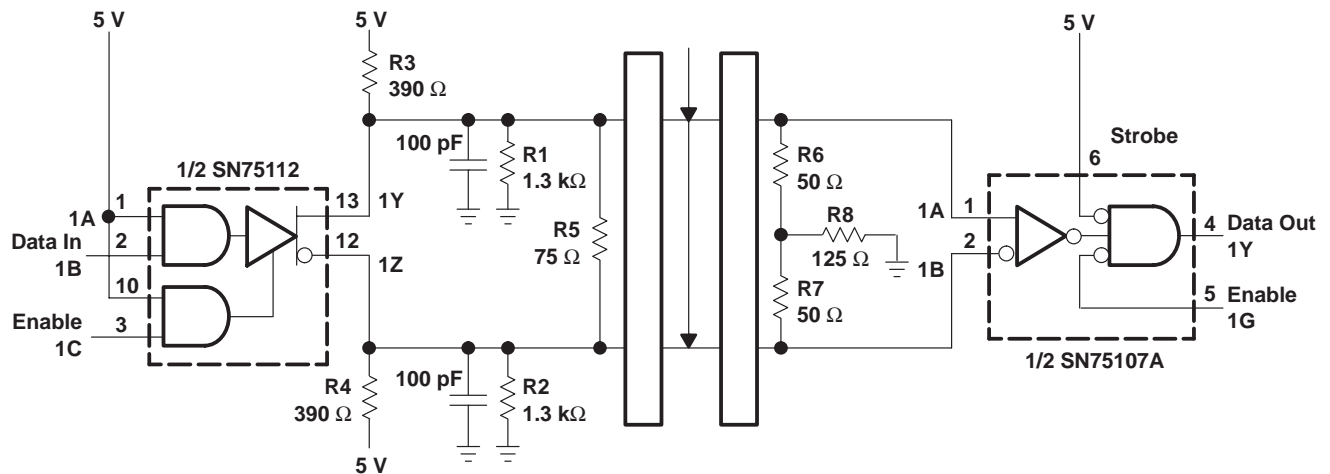 5 V
5 V
5 V
R3
390 Ω
Strobe
6
100 pF
R1
1.3 kΩ
R6
50 Ω
1/2 SN75112
1
13
1Y
1A
Data In
2
1B
12
1Z
10
Enable
3
1C
R5
75 Ω
R8
125 Ω
1A
1
2
1B
4
Data Out
1Y
R7
50 Ω
5
Enable
1G
R4
390 Ω
100 pF
R2
1.3 kΩ
1/2 SN75107A
5 V